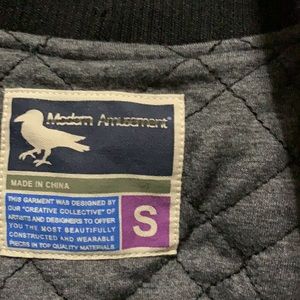 Modern Amusement®
MADE IN CHINA
THIS GARMENT WAS DESIGNED BY
OUR "CREATIVE COLLECTIVE" OF
ARTISTS AND DESIGNERS TO OFFER
YOU THE MOST BEAUTIFULLY
CONSTRUCTED AND WEARABLE
PIECES IN TOP QUALITY MATERIALS
S